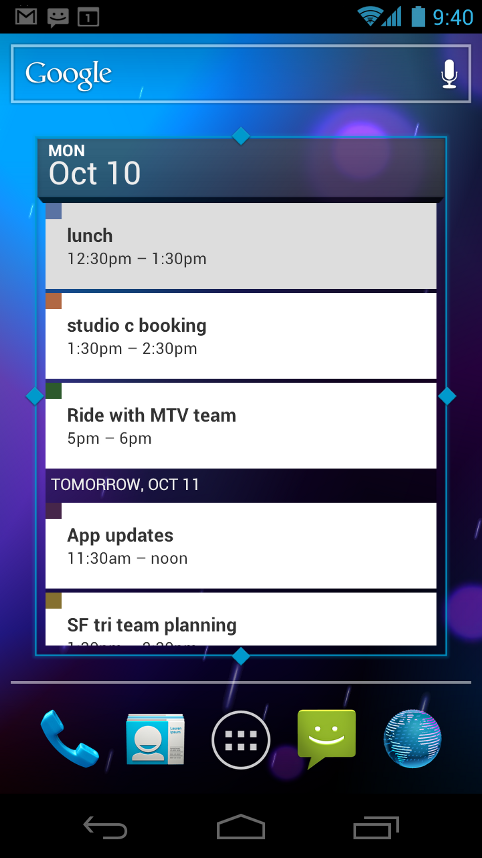 1
9:40
Google
MON
Oct 10
lunch
12:30pm – 1:30pm
studio c booking
1:30pm – 2:30pm
Ride with MTV team
5pm – 6pm
TOMORROW, OCT 11
App updates
11:30am – noon
SF tri team planning